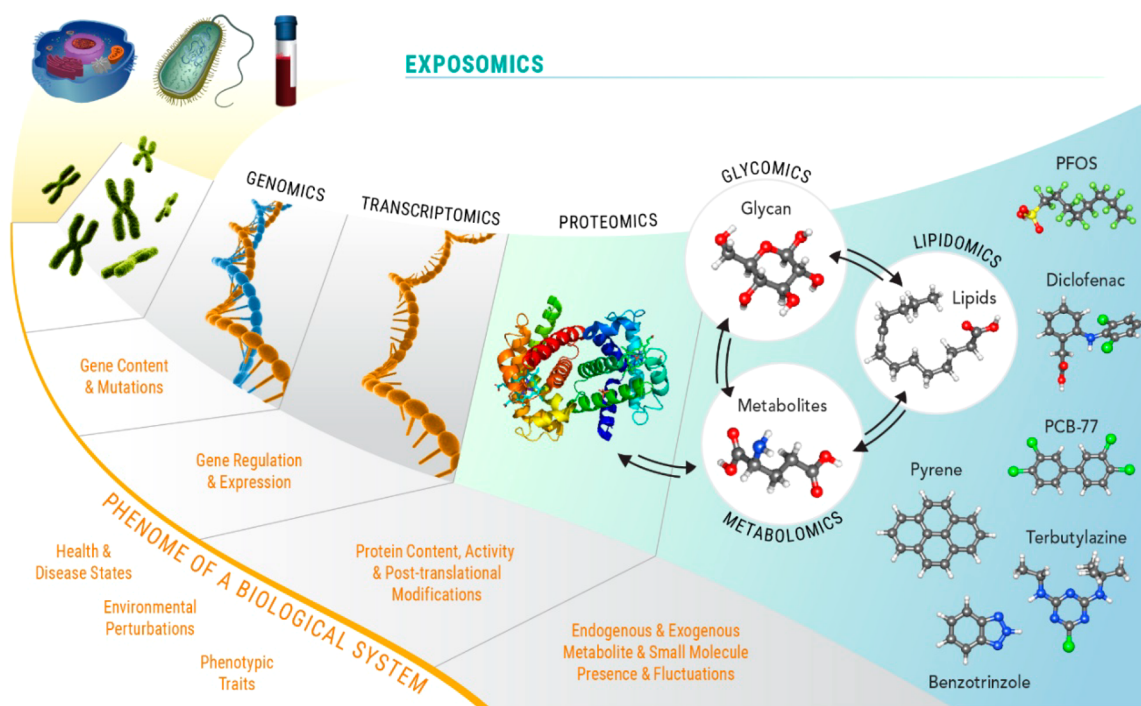 EXPOSOMICS
GENOMICS
TRANSCRIPTOMICS
PROTEOMICS
GLYCOMICS
Glycan
LIPIDOMICS
Lipids
Metabolites
METABOLOMICS
PFOS
Diclofenac
PCB-77
Pyrene
Terbutylazine
Benzotrinzole
Gene Content
& Mutations
Gene Regulation
& Expression
Protein Content, Activity
& Post-translational
Modifications
Endogenous & Exogenous
Metabolite & Small Molecule
Presence & Fluctuations
PHENOME OF A BIOLOGICAL SYSTEM
Health &
Disease States
Environmental
Perturbations
Phenotypic
Traits